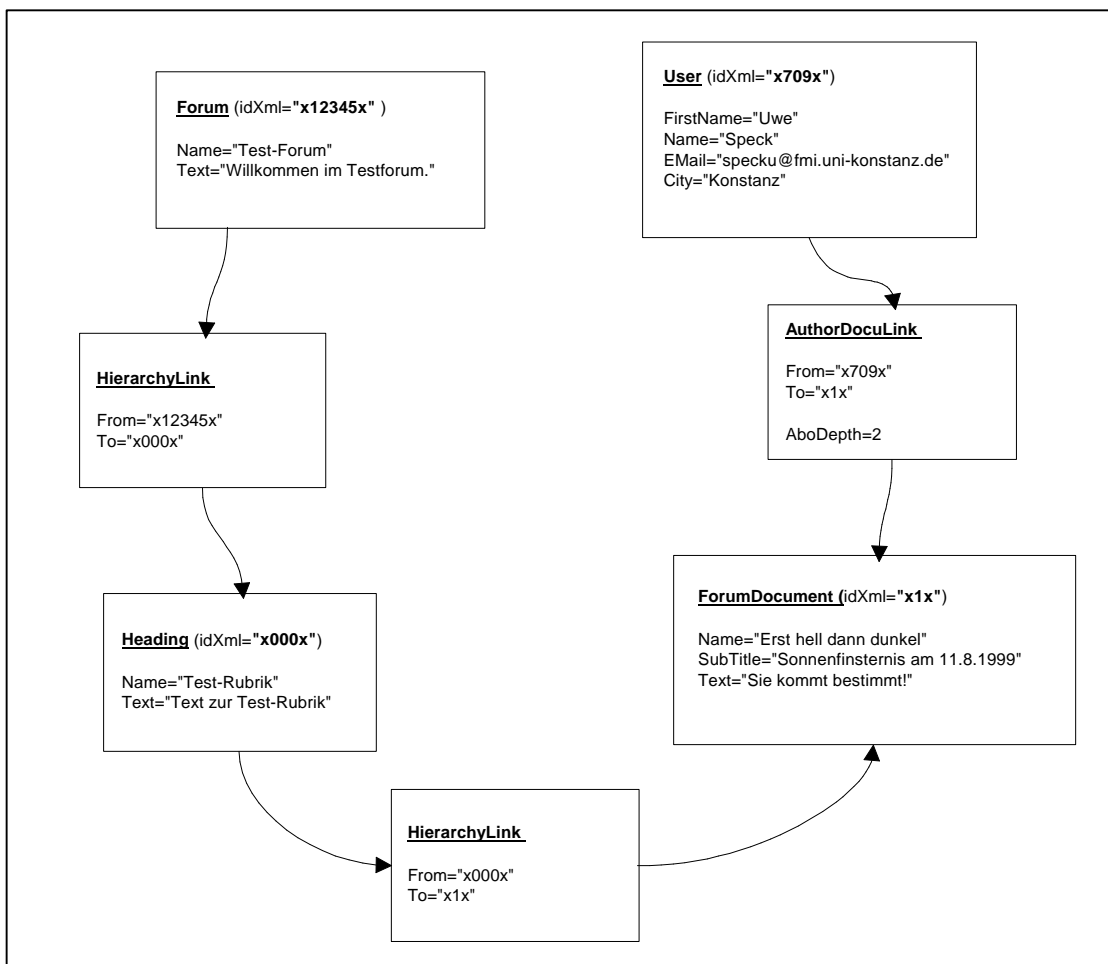 Forum (idXml="x12345x" )
Name="Test-Forum"
Text="Willkommen im Testforum."
User (idXml="x709x")
FirstName="Uwe"
Name="Speck"
EMail="specku@fmi.uni-konstanz.de"
City="Konstanz"
HierarchyLink
From="x12345x"
To="x000x"
AuthorDocuLink
From="x709x"
To="x1x"
AboDepth=2
Heading (idXml="x000x")
Name="Test-Rubrik"
Text="Text zur Test-Rubrik"
ForumDocument (idXml="x1x")
Name="Erst hell dann dunkel"
SubTitle="Sonnenfinsternis am 11.8.1999"
Text="Sie kommt bestimmt!"
HierarchyLink
From="x000x"
To="x1x"